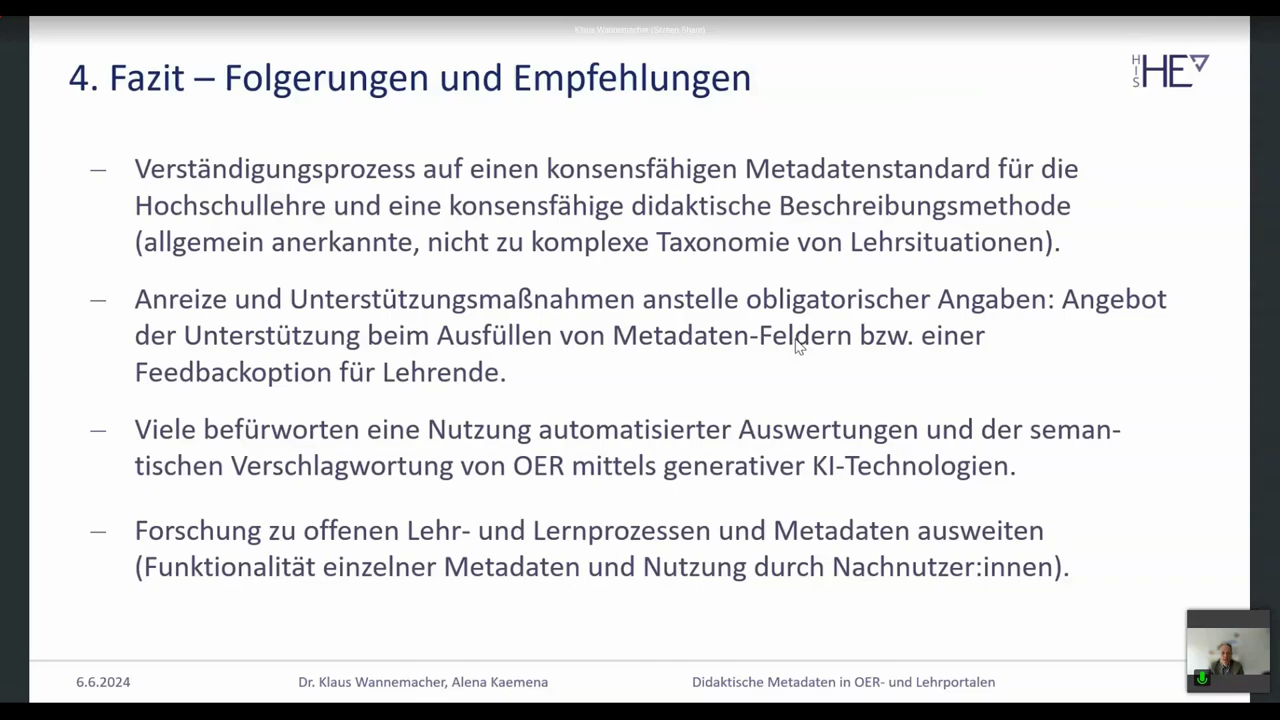 Klaus Wannemacher (Screen Share)
4. Fazit – Folgerungen und Empfehlungen
HIS HE
– Verständigungsprozess auf einen konsensfähigen Metadatenstandard für die
Hochschullehre und eine konsensfähige didaktische Beschreibungsmethode
(allgemein anerkannte, nicht zu komplexe Taxonomie von Lehrsituationen).
– Anreize und Unterstützungsmaßnahmen anstelle obligatorischer Angaben: Angebot
der Unterstützung beim Ausfüllen von Metadaten-Feldern bzw. einer
Feedbackoption für Lehrende.
– Viele befürworten eine Nutzung automatisierter Auswertungen und der seman-
tischen Verschlagwortung von OER mittels generativer KI-Technologien.
– Forschung zu offenen Lehr- und Lernprozessen und Metadaten ausweiten
(Funktionalität einzelner Metadaten und Nutzung durch Nachnutzer:innen).
6.6.2024
Dr. Klaus Wannemacher, Alena Kaemena
Didaktische Metadaten in OER- und Lehrportalen